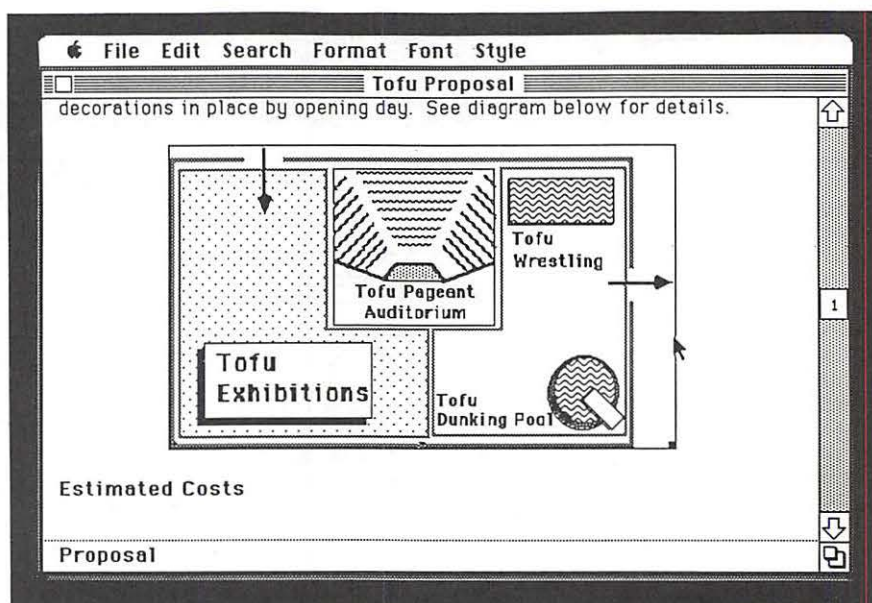 File Edit Search Format Font Style
Tofu Proposal
decorations in place by opening day. See diagram below for details.
Tofu
Wrestling
Tofu Pageant
Auditorium
1
Tofu
Exhibitions
Tofu
Dunking Pool
Estimated Costs
Proposal